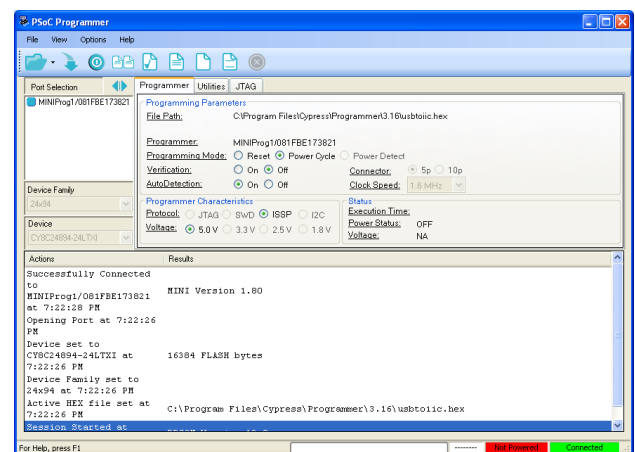 PSoC Programmer
File View Options Help
Port Selection
Programmer Utilities JTAG
MINIProg1/081FBE173821
Programming Parameters
File Path: C:\Program Files\Cypress\Programmer\3.16\usbtoiic.hex
Programmer: MINIProg1/081FBE173821
Programming Mode: Reset Power Cycle Power Detect
Verification: On Off Connector: 5p 10p
AutoDetection: On Off Clock Speed: 1.6 MHz
Device Family
24x94
Device
CY8C24894-24LTXI
Programmer Characteristics
Protocol: JTAG SWD ISSP I2C
Voltage: 5.0 V 3.3 V 2.5 V 1.8 V
Status
Execution Time:
Power Status: OFF
Voltage: NA
Actions Results
Successfully Connected
to
MINIProg1/081FBE173821 MINI Version 1.80
at 7:22:28 PM
Opening Port at 7:22:26
PM
Device set to
CY8C24894-24LTXI at 16384 FLASH bytes
7:22:26 PM
Device Family set to
24x94 at 7:22:26 PM
Active HEX file set at
7:22:26 PM C:\Program Files\Cypress\Programmer\3.16\usbtoiic.hex
Session Started at
For Help, press F1
Not Powered Connected